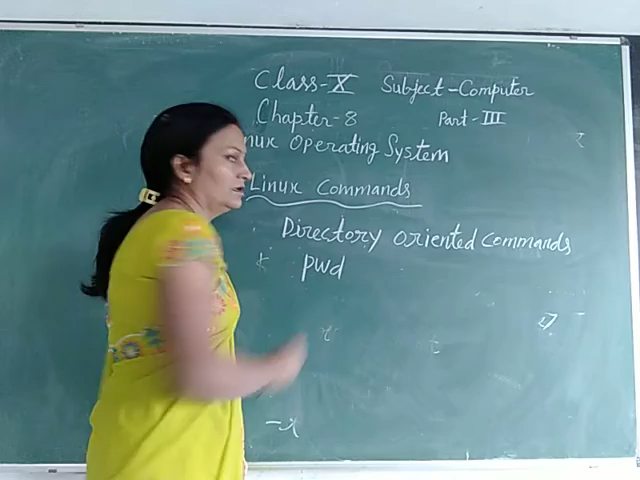 Class-X Subject-Computer
Chapter-8 Part-III
nux Operating System
Linux Commands
Directory oriented commands
pwd